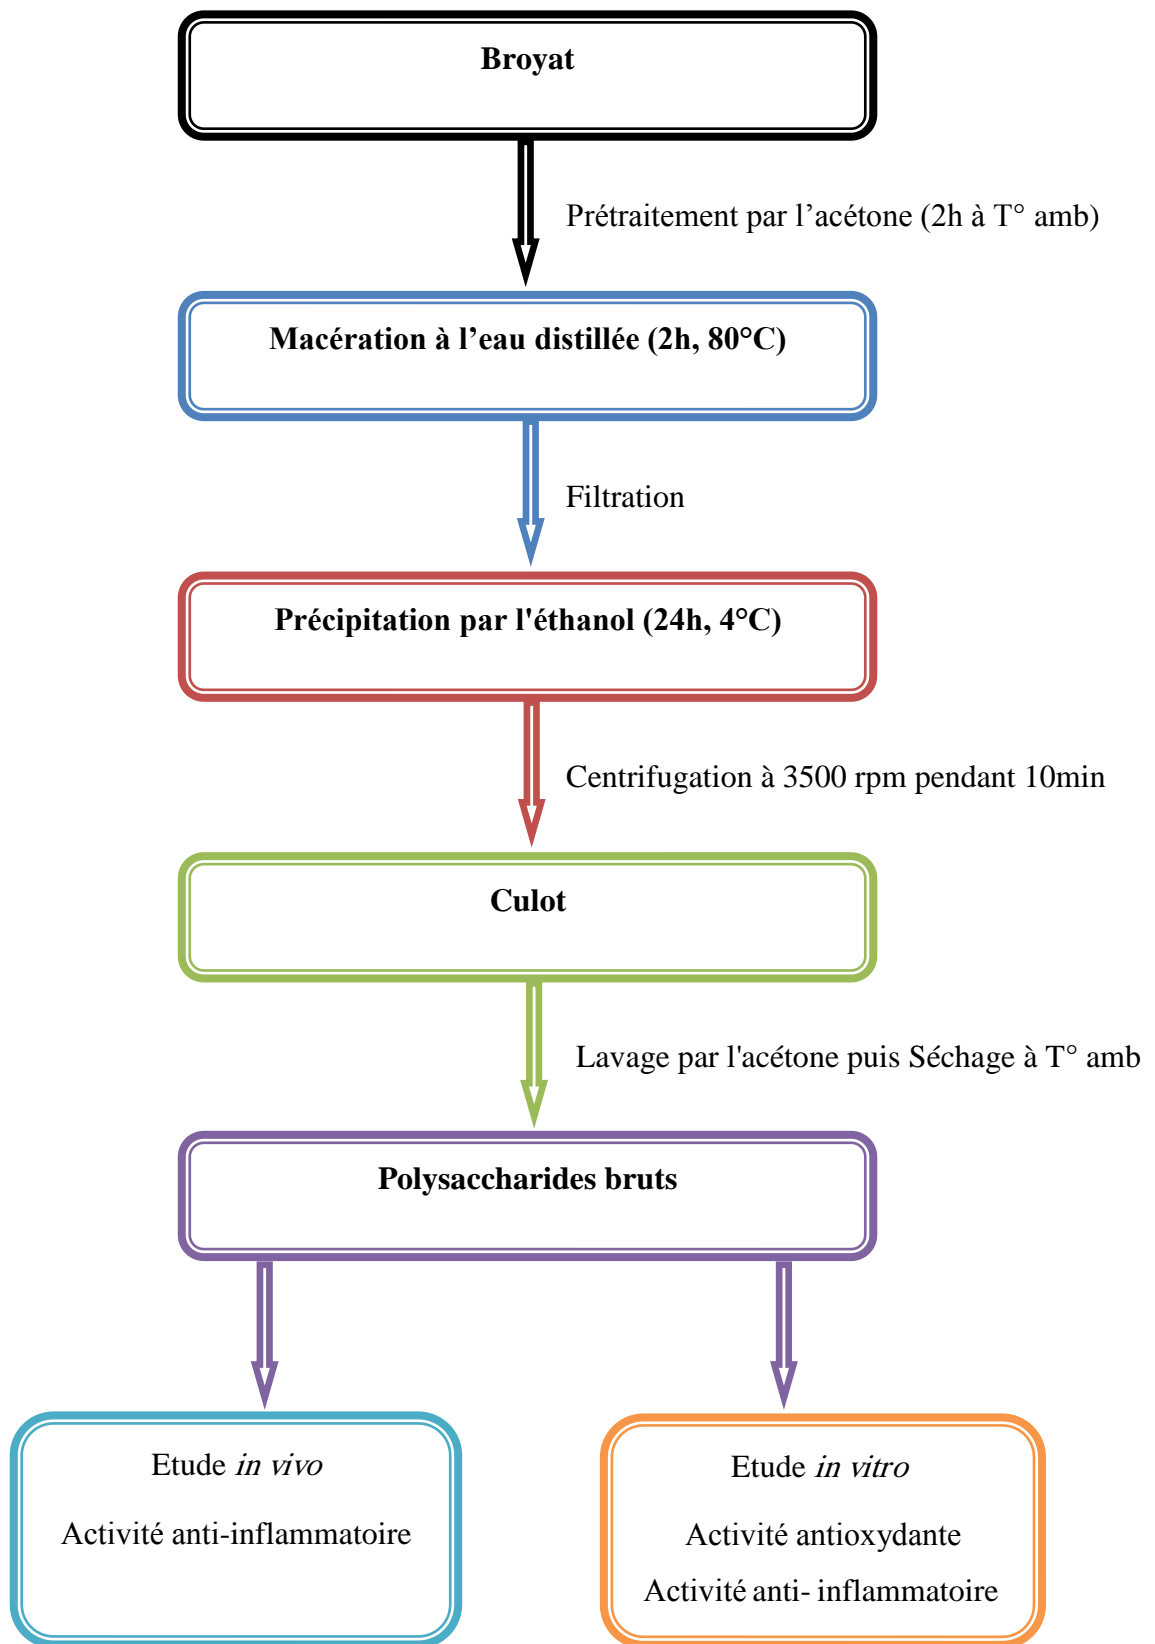 Broyat
Prétraitement par l’acétone (2h à T° amb)
Macération à l’eau distillée (2h, 80°C)
Filtration
Précipitation par l'éthanol (24h, 4°C)
Centrifugation à 3500 rpm pendant 10min
Culot
Lavage par l'acétone puis Séchage à T° amb
Polysaccharides bruts
Etude in vivo
Activité anti-inflammatoire
Etude in vitro
Activité antioxydante
Activité anti- inflammatoire